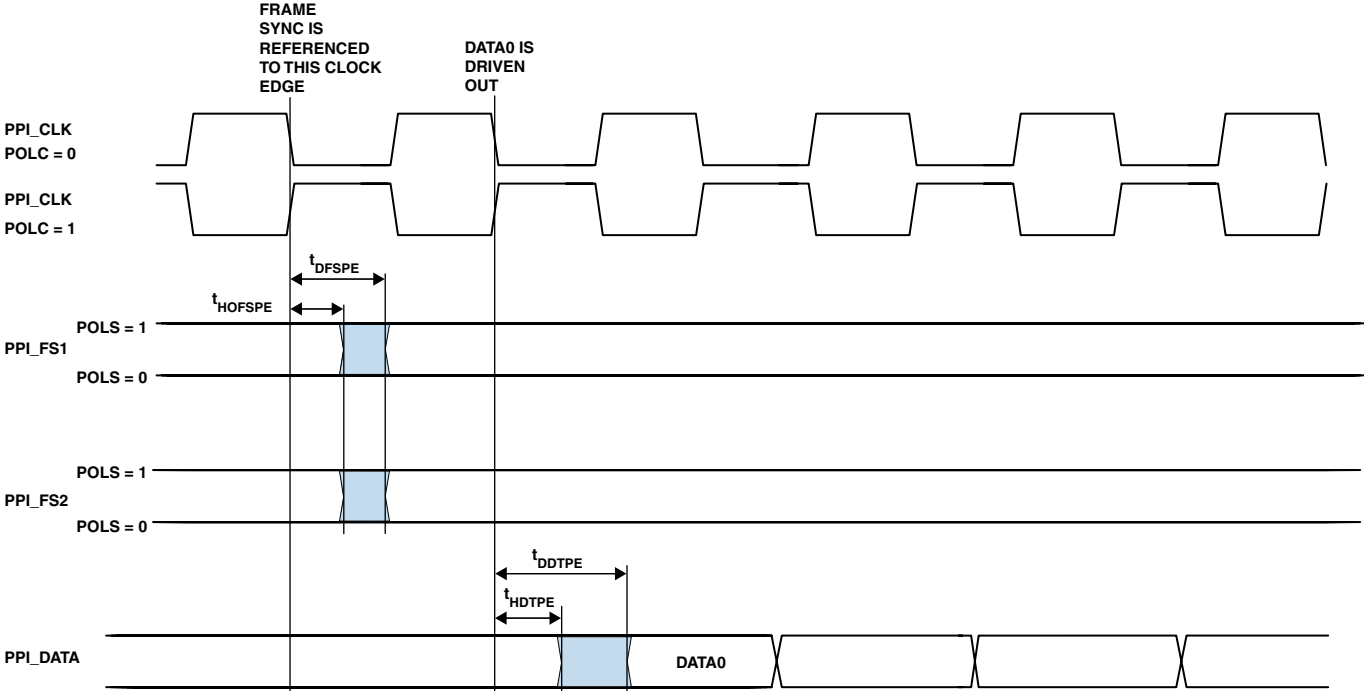 FRAME
SYNC IS
REFERENCED
TO THIS CLOCK
EDGE
DATA0 IS
DRIVEN
OUT
PPI_CLK
POLC = 0
PPI_CLK
POLC = 1
tDFSPE
tHOFSPE
POLS = 1
PPI_FS1
POLS = 0
POLS = 1
PPI_FS2
POLS = 0
tDDTPE
tHDTPE
PPI_DATA
DATA0